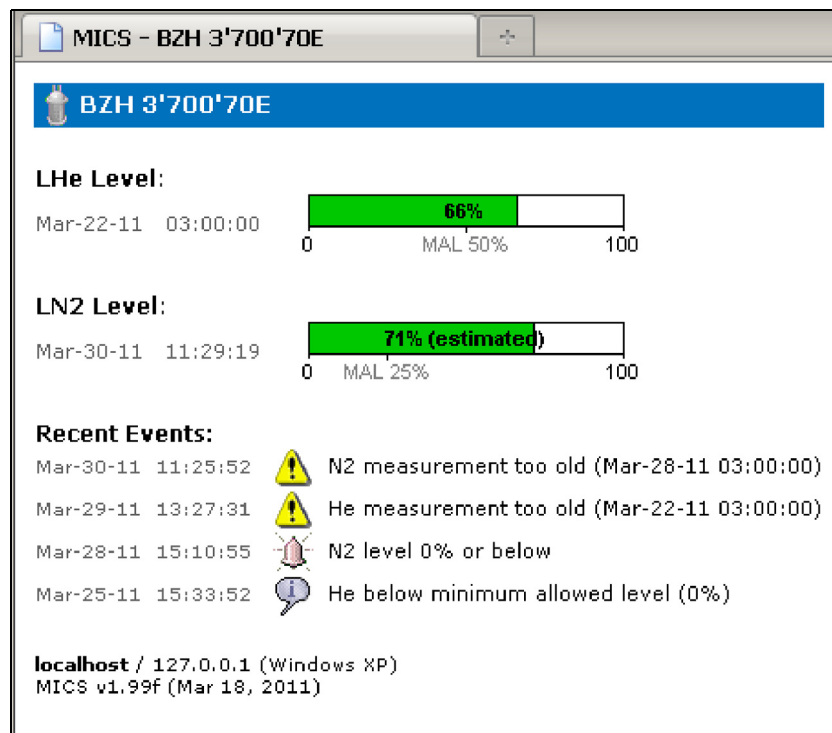 MICS - BZH 3'700'70E
BZH 3'700'70E
LHe Level:
Mar-22-11 03:00:00
66%
0 MAL 50% 100
LN2 Level:
Mar-30-11 11:29:19
71% (estimated)
0 MAL 25% 100
Recent Events:
Mar-30-11 11:25:52 N2 measurement too old (Mar-28-11 03:00:00)
Mar-29-11 13:27:31 He measurement too old (Mar-22-11 03:00:00)
Mar-28-11 15:10:55 N2 level 0% or below
Mar-25-11 15:33:52 He below minimum allowed level (0%)
localhost / 127.0.0.1 (Windows XP)
MICS v1.99f (Mar 18, 2011)